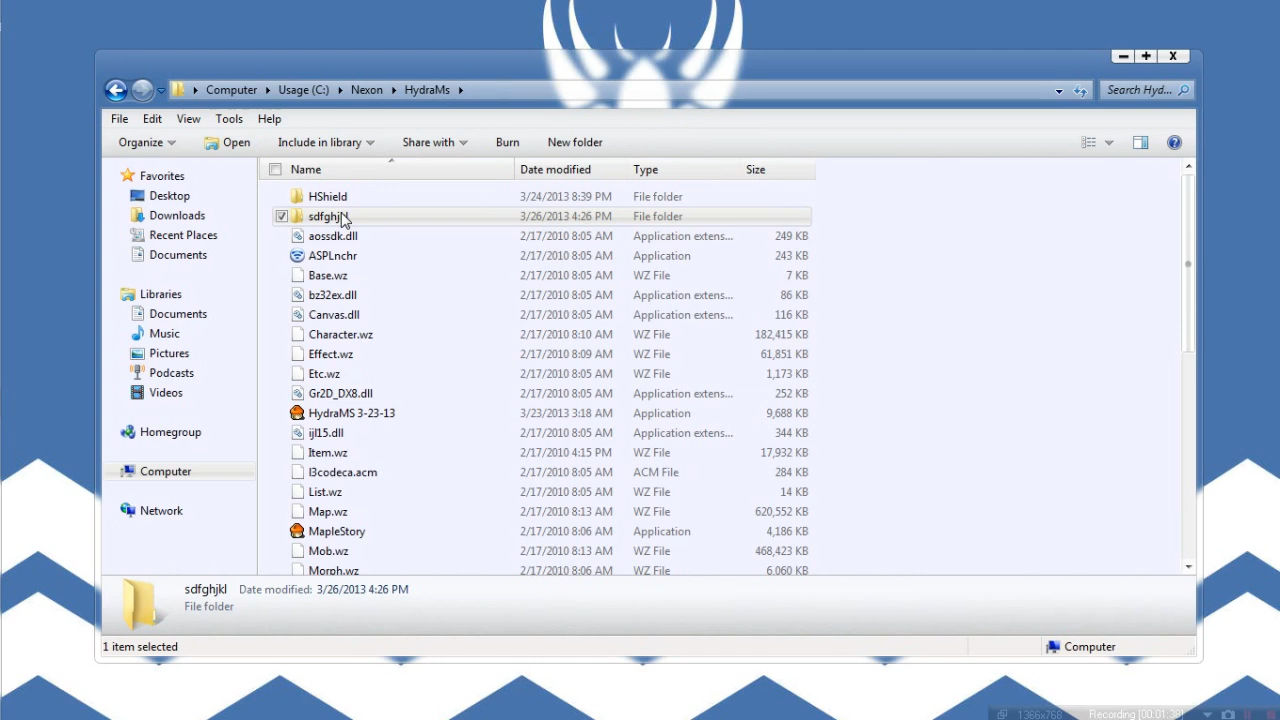 X
Computer Usage (C:) Nexon HydraMs Search Hyd...
File Edit View Tools Help
Organize Open Include in library Share with Burn New folder
Name Date modified Type Size
Favorites
Desktop
Downloads
Recent Places
Documents
Libraries
Documents
Music
Pictures
Podcasts
Videos
Homegroup
Computer
Network
HShield 3/24/2013 8:39 PM File folder
sdfghj 3/26/2013 4:26 PM File folder
aossdk.dll 2/17/2010 8:05 AM Application extens... 249 KB
ASPLnchr 2/17/2010 8:05 AM Application 243 KB
Base.wz 2/17/2010 8:05 AM WZ File 7 KB
bz32ex.dll 2/17/2010 8:05 AM Application extens... 86 KB
Canvas.dll 2/17/2010 8:05 AM Application extens... 116 KB
Character.wz 2/17/2010 8:10 AM WZ File 182,415 KB
Effect.wz 2/17/2010 8:09 AM WZ File 61,851 KB
Etc.wz 2/17/2010 8:05 AM WZ File 1,173 KB
Gr2D_DX8.dll 2/17/2010 8:05 AM Application extens... 252 KB
HydraMS 3-23-13 3/23/2013 3:18 AM Application 9,688 KB
ijl15.dll 2/17/2010 8:05 AM Application extens... 344 KB
Item.wz 2/17/2010 4:15 PM WZ File 17,932 KB
l3codeca.acm 2/17/2010 8:05 AM ACM File 284 KB
List.wz 2/17/2010 8:05 AM WZ File 14 KB
Map.wz 2/17/2010 8:13 AM WZ File 620,552 KB
MapleStory 2/17/2010 8:06 AM Application 4,186 KB
Mob.wz 2/17/2010 8:13 AM WZ File 468,423 KB
Morph.wz 2/17/2010 8:06 AM WZ File 6,060 KB
sdfghjkl Date modified: 3/26/2013 4:26 PM
File folder
1 item selected Computer
1366x768 Recording [00:01:38]